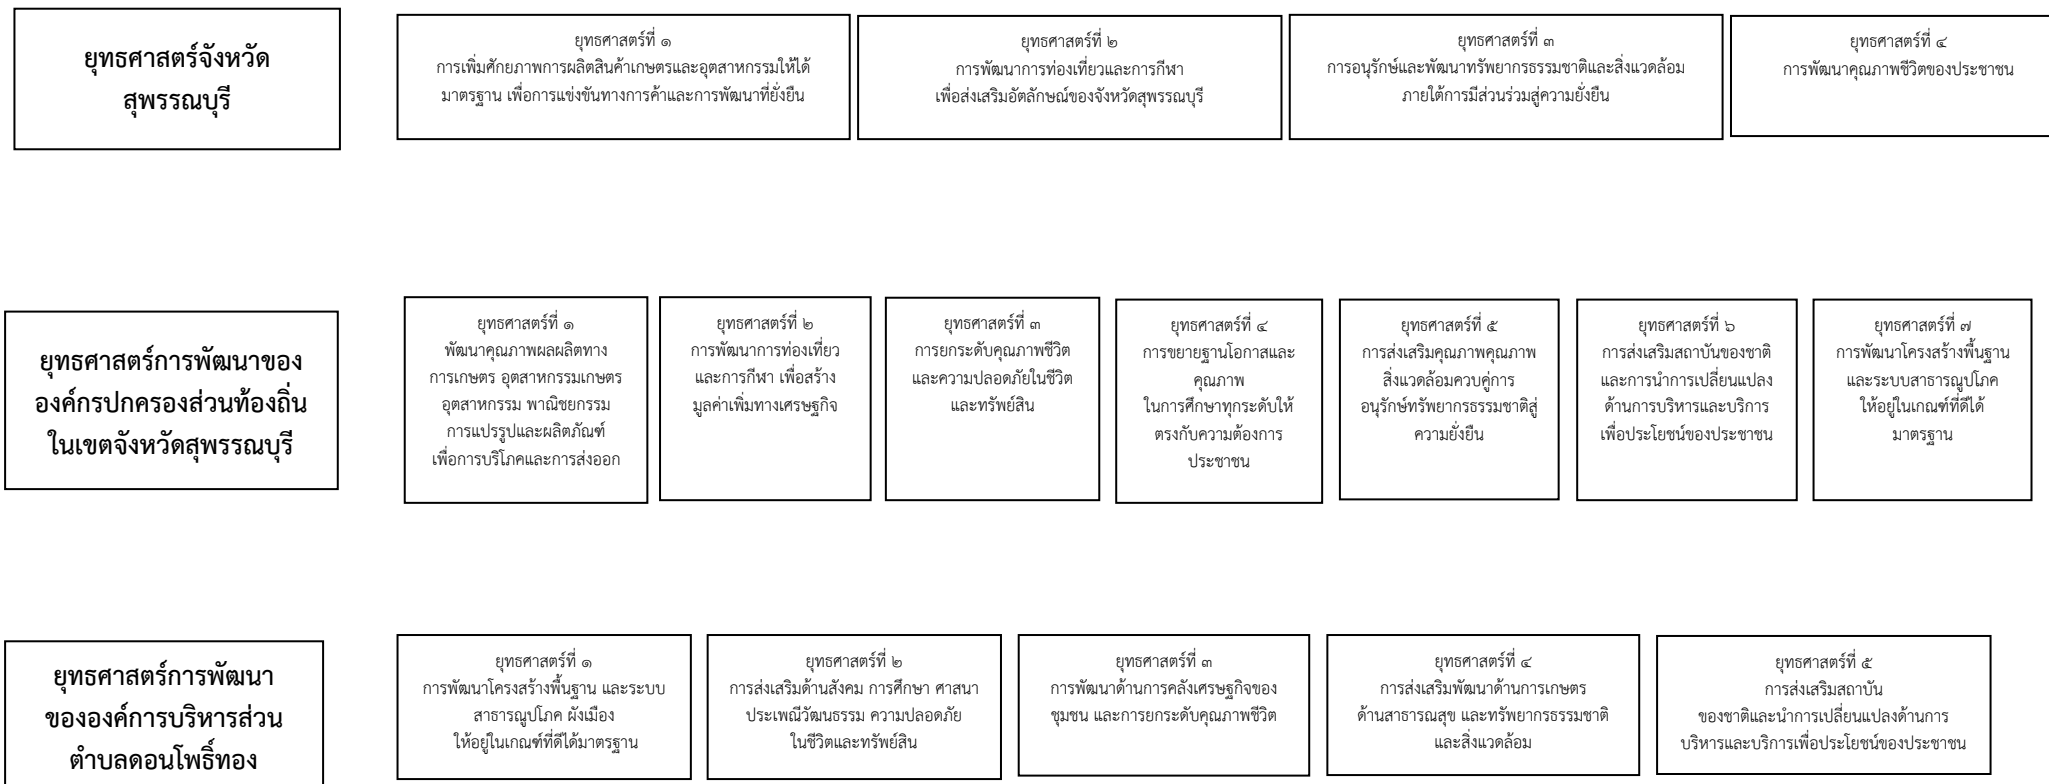 ยุทธศาสตร์จังหวัด
สุพรรณบุรี
ยุทธศาสตร์ที่ ๑
การเพิ่มศักยภาพการผลิตสินค้าเกษตรและอุตสาหกรรมให้ได้
มาตรฐาน เพื่อการแข่งขันทางการค้าและการพัฒนาที่ยั่งยืน
ยุทธศาสตร์ที่ ๒
การพัฒนาการท่องเที่ยวและการกีฬา
เพื่อส่งเสริมอัตลักษณ์ของจังหวัดสุพรรณบุรี
ยุทธศาสตร์ที่ ๓
การอนุรักษ์และพัฒนาทรัพยากรธรรมชาติและสิ่งแวดล้อม
ภายใต้การมีส่วนร่วมสู่ความยั่งยืน
ยุทธศาสตร์ที่ ๔
การพัฒนาคุณภาพชีวิตของประชาชน
ยุทธศาสตร์การพัฒนาของ
องค์กรปกครองส่วนท้องถิ่น
ในเขตจังหวัดสุพรรณบุรี
ยุทธศาสตร์ที่ ๑
พัฒนาคุณภาพผลผลิตทาง
การเกษตร อุตสาหกรรมเกษตร
อุตสาหกรรม พาณิชยกรรม
การแปรรูปและผลิตภัณฑ์
เพื่อการบริโภคและการส่งออก
ยุทธศาสตร์ที่ ๒
การพัฒนาการท่องเที่ยว
และการกีฬา เพื่อสร้าง
มูลค่าเพิ่มทางเศรษฐกิจ
ยุทธศาสตร์ที่ ๓
การยกระดับคุณภาพชีวิต
และความปลอดภัยในชีวิต
และทรัพย์สิน
ยุทธศาสตร์ที่ ๔
การขยายฐานโอกาสและ
คุณภาพ
ในการศึกษาทุกระดับให้
ตรงกับความต้องการ
ประชาชน
ยุทธศาสตร์ที่ ๕
การส่งเสริมคุณภาพคุณภาพ
สิ่งแวดล้อมควบคู่การ
อนุรักษ์ทรัพยากรธรรมชาติสู่
ความยั่งยืน
ยุทธศาสตร์ที่ ๖
การส่งเสริมสถาบันของชาติ
และการนำการเปลี่ยนแปลง
ด้านการบริหารและบริการ
เพื่อประโยชน์ของประชาชน
ยุทธศาสตร์ที่ ๗
การพัฒนาโครงสร้างพื้นฐาน
และระบบสาธารณูปโภค
ให้อยู่ในเกณฑ์ที่ดีได้
มาตรฐาน
ยุทธศาสตร์การพัฒนา
ขององค์การบริหารส่วน
ตำบลดอนโพธิ์ทอง
ยุทธศาสตร์ที่ ๑
การพัฒนาโครงสร้างพื้นฐาน และระบบ
สาธารณูปโภค ผังเมือง
ให้อยู่ในเกณฑ์ที่ดีได้มาตรฐาน
ยุทธศาสตร์ที่ ๒
การส่งเสริมด้านสังคม การศึกษา ศาสนา
ประเพณีวัฒนธรรม ความปลอดภัย
ในชีวิตและทรัพย์สิน
ยุทธศาสตร์ที่ ๓
การพัฒนาด้านการคลังเศรษฐกิจของ
ชุมชน และการยกระดับคุณภาพชีวิต
ยุทธศาสตร์ที่ ๔
การส่งเสริมพัฒนาด้านการเกษตร
ด้านสาธารณสุข และทรัพยากรธรรมชาติ
และสิ่งแวดล้อม
ยุทธศาสตร์ที่ ๕
การส่งเสริมสถาบัน
ของชาติและนำการเปลี่ยนแปลงด้านการ
บริหารและบริการเพื่อประโยชน์ของประชาชน